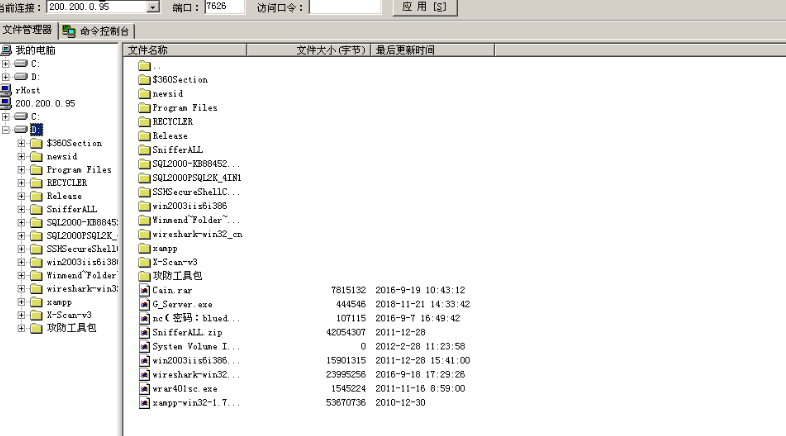 当前连接： 200.200.0.95 端口： 7626 访问口令： 应 用 [S]
文件管理器 命令控制台
我的电脑
C:
D:
rHost
200.200.0.95
C:
D:
$360Section
newsid
Program Files
RECYCLER
Release
SnifferALL
SQL2000-KB8845
SQL2000PSQL2K_
SSHSecureShell
win2003iis6i386
Winmend~Folder~
wireshark-win3
xampp
X-Scan-v3
攻防工具包
文件名称 文件大小(字节) 最后更新时间
..
$360Section
newsid
Program Files
RECYCLER
Release
SnifferALL
SQL2000-KB88452...
SQL2000PSQL2K_4IN1
SSHSecureShellC...
win2003iis6i386
Winmend~Folder~...
wireshark-win32_cn
xampp
X-Scan-v3
攻防工具包
Cain.rar 7815132 2016-9-19 10:43:12
G_Server.exe 444546 2018-11-21 14:33:42
nc(密码：blued... 107115 2016-9-7 16:49:42
SnifferALL.zip 42054307 2011-12-28
System Volume I... 0 2012-2-28 11:23:58
win2003iis6i386... 15901315 2011-12-28 15:41:00
wireshark-win32... 23995256 2016-9-18 17:29:26
wrar401sc.exe 1545224 2011-11-16 8:59:00
xampp-win32-1.7... 53670736 2010-12-30